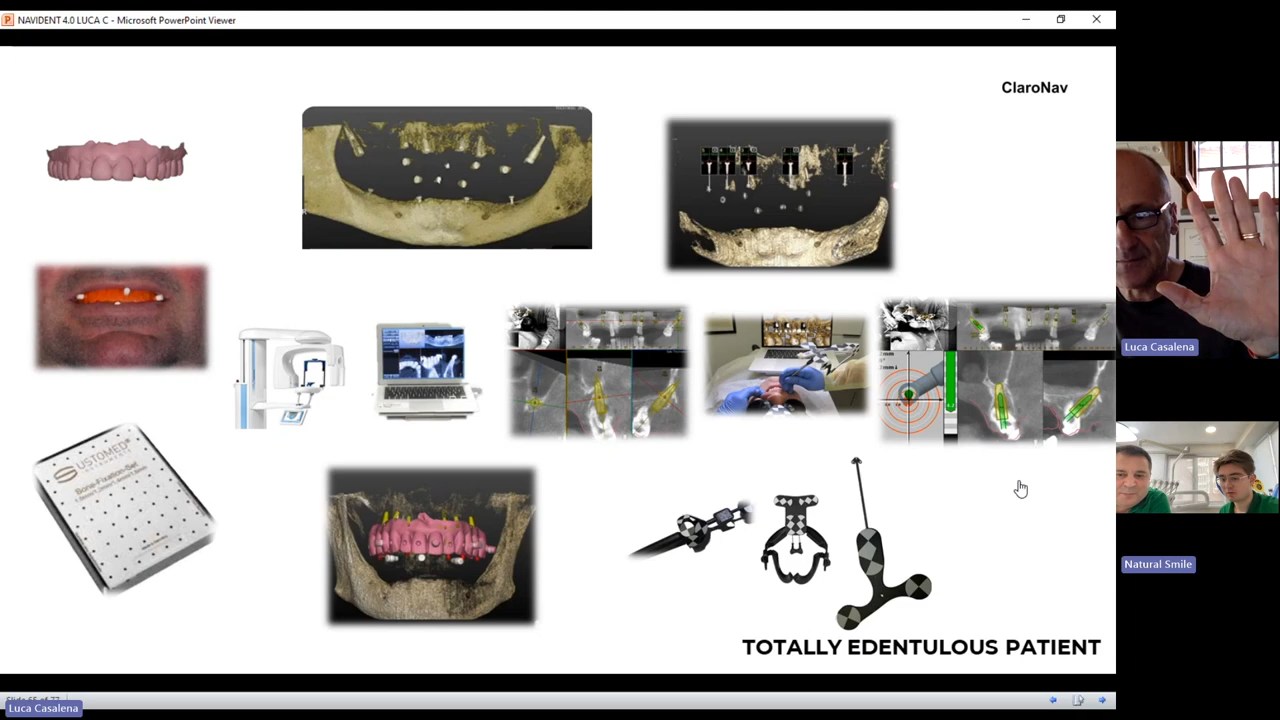 NAVIDENT 4.0 LUCA C - Microsoft PowerPoint Viewer
ClaroNav
USTOMED
INSTRUMENTS
Bone-Fixation-Set
TOTALLY EDENTULOUS PATIENT
Luca Casalena
Natural Smile
Luca Casalena